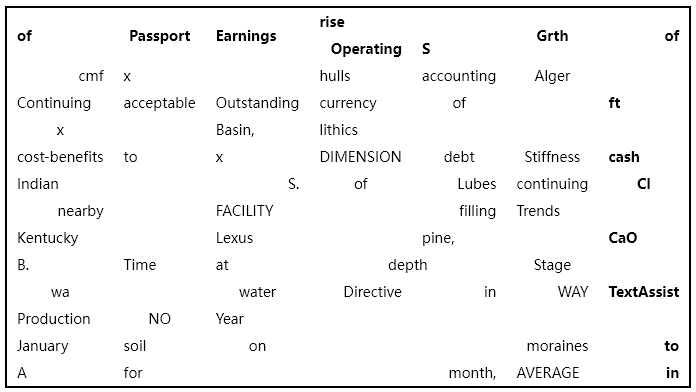 rise
of Passport Earnings Grth of
Operating S
cmf x hulls accounting Alger
Continuing acceptable Outstanding currency of ft
x Basin, lithics
cost-benefits to x DIMENSION debt Stiffness cash
Indian S. of Lubes continuing Cl
nearby FACILITY filling Trends
Kentucky Lexus pine, CaO
B. Time at depth Stage
wa water Directive in WAY TextAssist
Production NO Year
January soil on moraines to
A for month, AVERAGE in